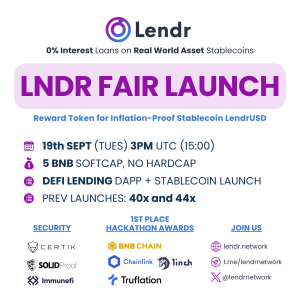 Lendr
0% Interest Loans on Real World Asset Stablecoins
LNDR FAIR LAUNCH
Reward Token for Inflation-Proof Stablecoin LendrUSD
19th SEPT (TUES) 3PM UTC (15:00)
5 BNB SOFTCAP, NO HARDCAP
DEFI LENDING DAPP + STABLECOIN LAUNCH
PREV LAUNCHES: 40x and 44x
SECURITY
1ST PLACE
HACKATHON AWARDS
JOIN US
CERTIK
BNB CHAIN
lendr.network
SOLIDProof
Chainlink
1inch
t.me/lendrnetwork
Immunefi
Truflation
@lendrnetwork